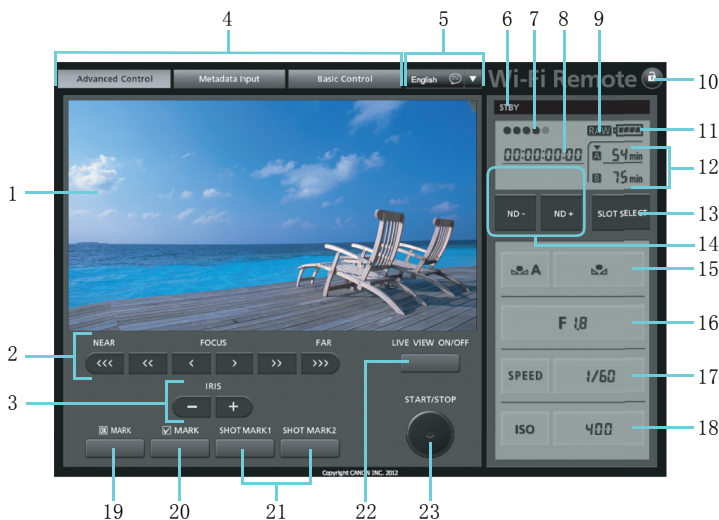 4 5 6 7 8 9
Advanced Control Metadata Input Basic Control English ▼ Wi-Fi Remote 10
STBY
RAW 11
00:00:00.00 A 54 min 12
B 75 min
1
ND - ND + SLOT SELECT 13
14
A 15
F 1.8 16
NEAR FOCUS FAR LIVE VIEW ON/OFF
2 <<< << < > >> >>>
SPEED 1/60 17
IRIS
3 − +
START/STOP
ISO 400 18
OK MARK ✓ MARK SHOT MARK1 SHOT MARK2
Copyright CANON INC. 2012
19 20 21 22 23